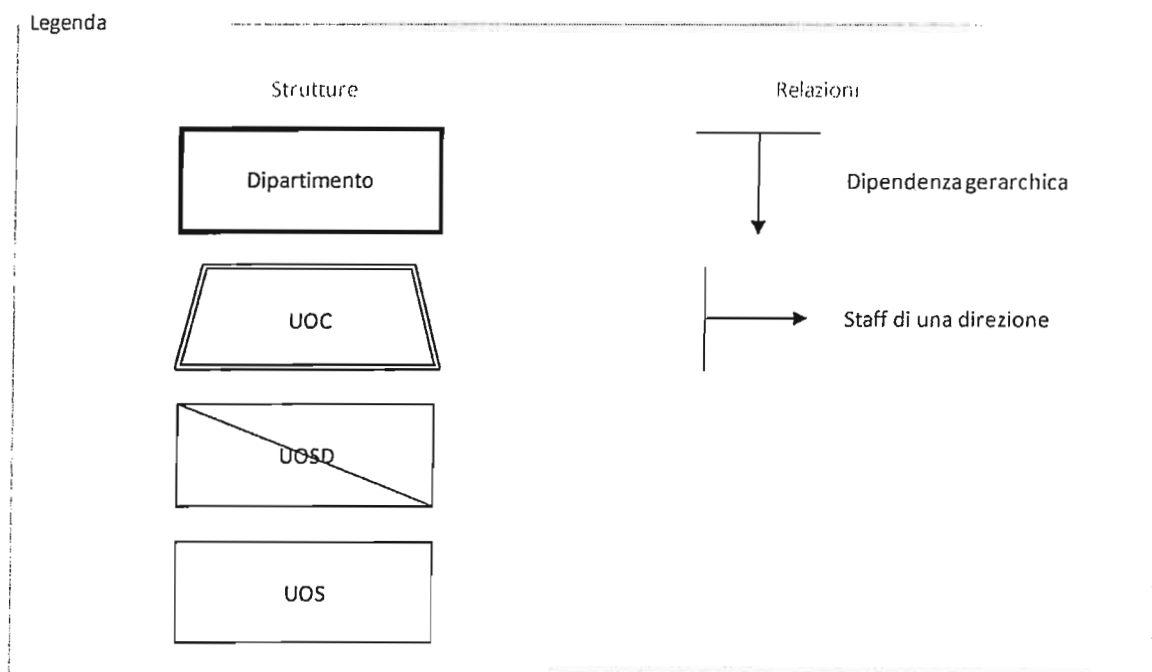 Legenda
Strutture
Relazioni
Dipartimento
Dipendenza gerarchica
UOC
Staff di una direzione
UOSD
UOS